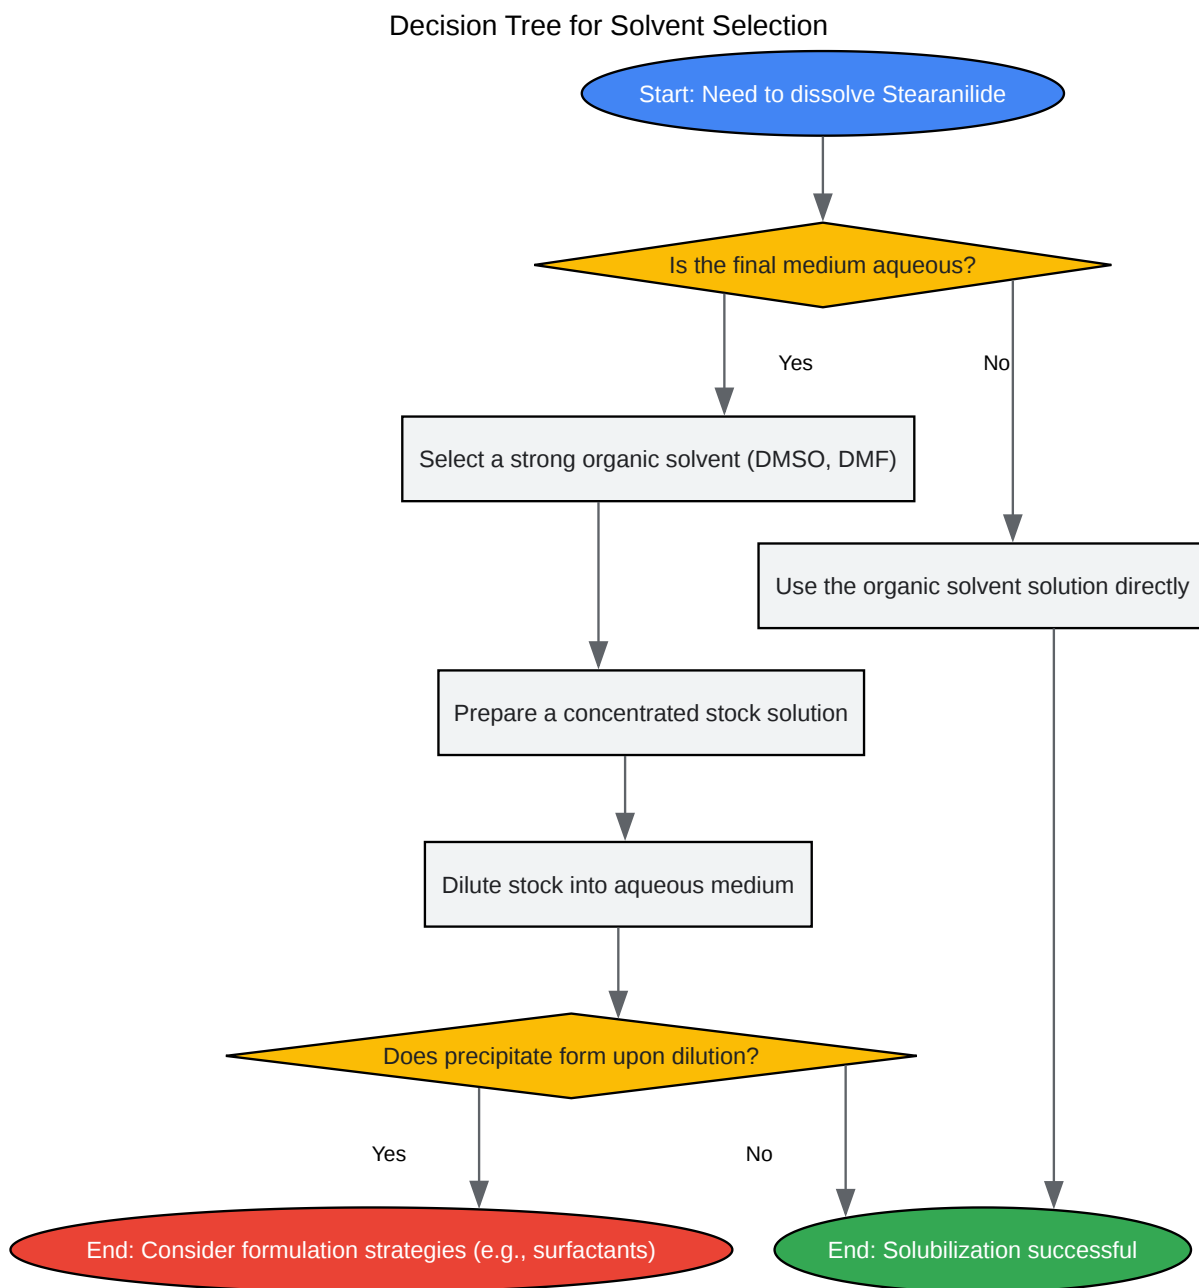 Decision Tree for Solvent Selection
Start: Need to dissolve Stearanilide
Is the final medium aqueous?
Yes
No
Select a strong organic solvent (DMSO, DMF)
Use the organic solvent solution directly
Prepare a concentrated stock solution
Dilute stock into aqueous medium
Does precipitate form upon dilution?
Yes
No
End: Consider formulation strategies (e.g., surfactants)
End: Solubilization successful